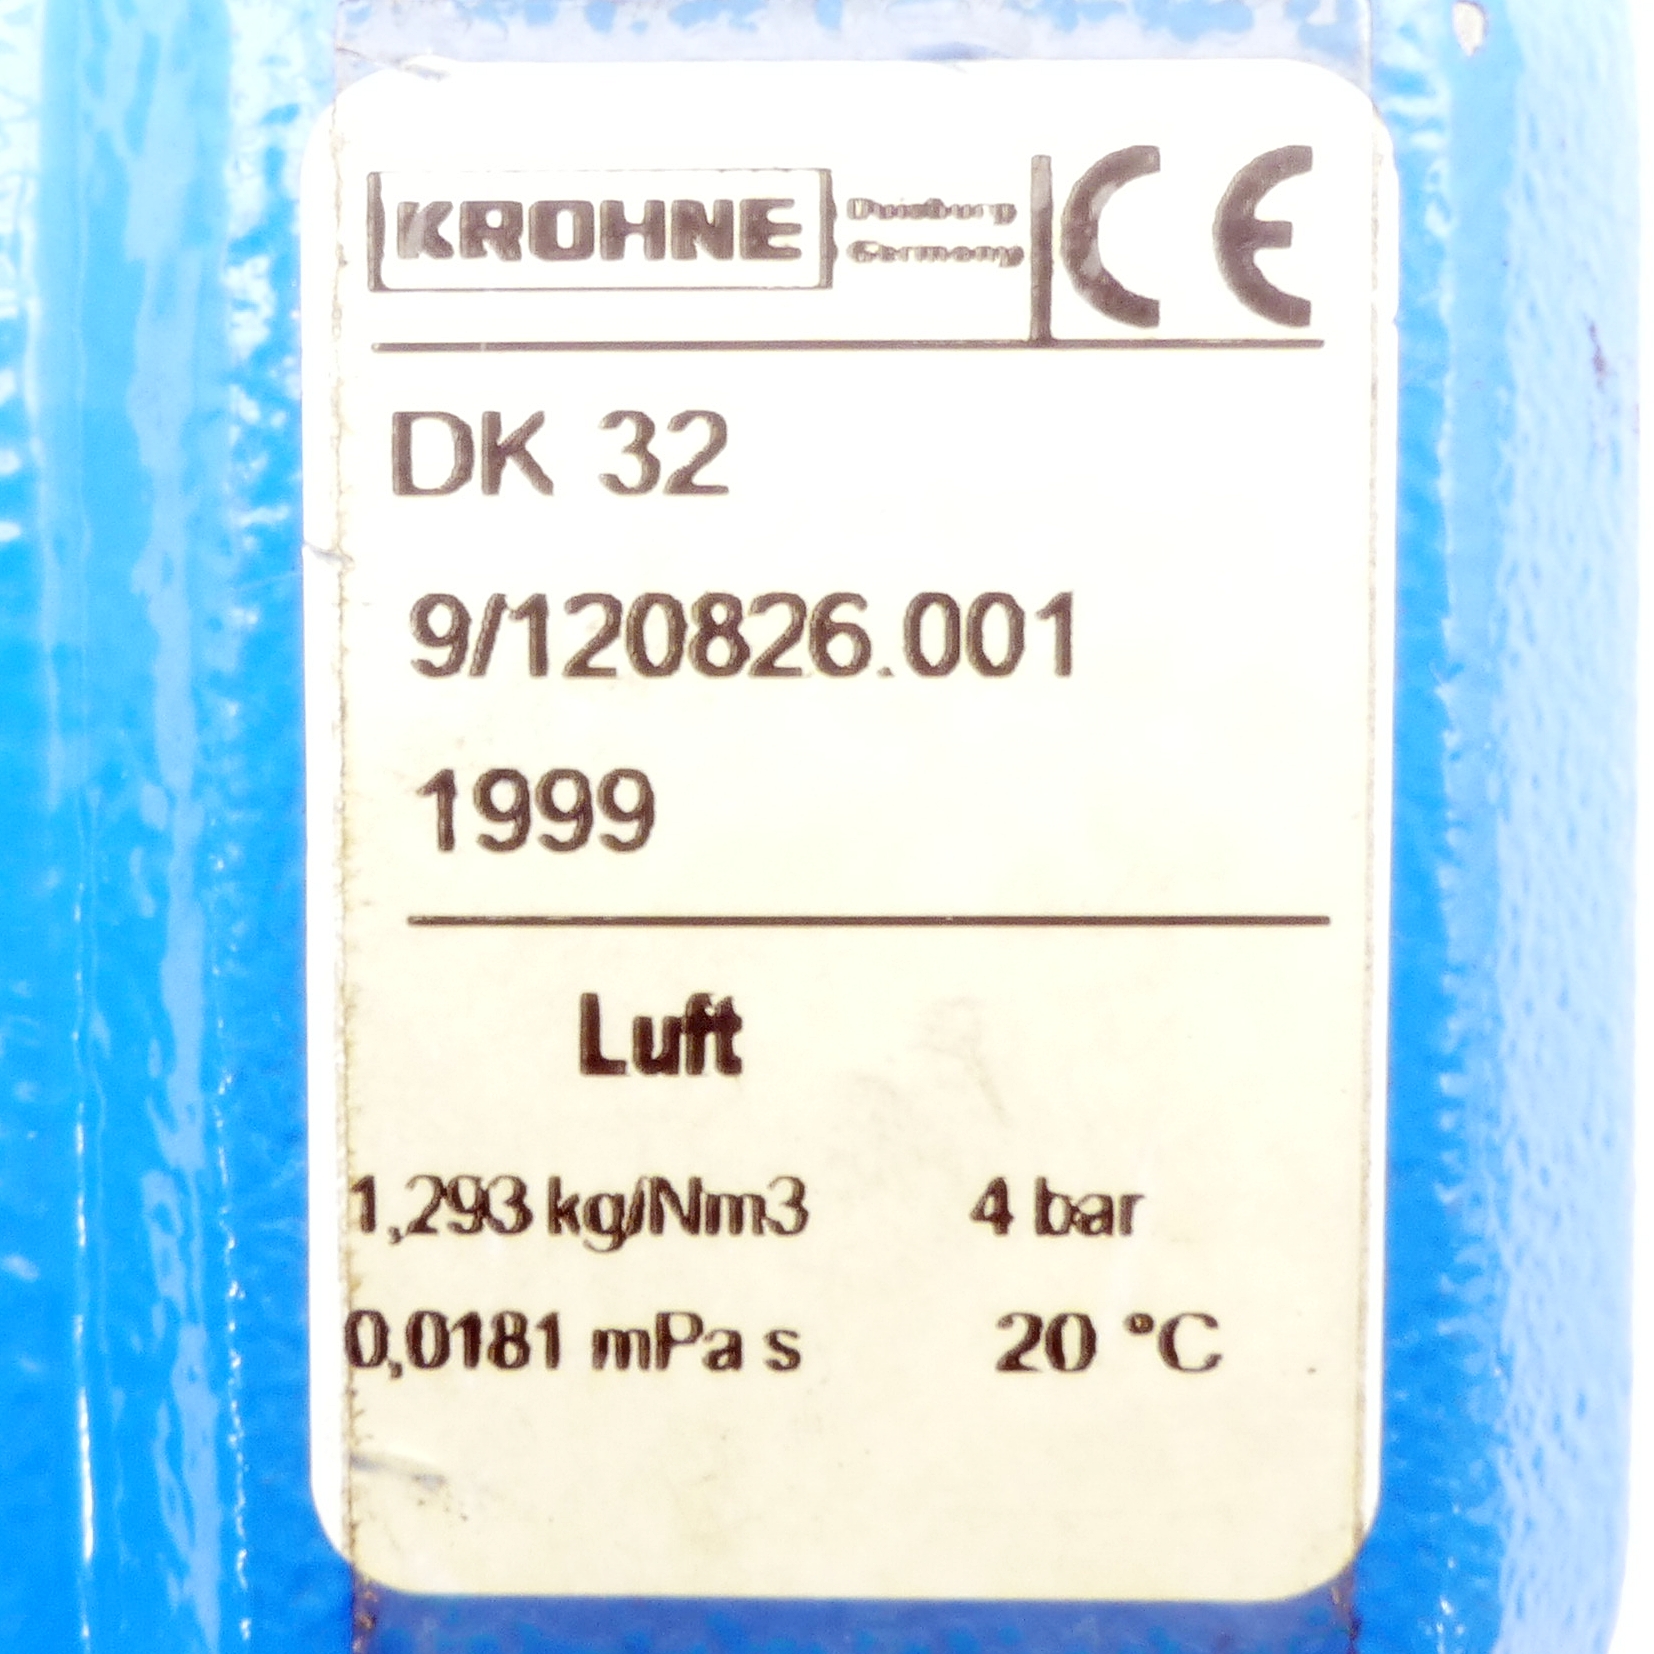 KROHNE Duisburg
Germany CE
DK 32
9/120826.001
1999
Luft
1,293 kg/Nm3 4 bar
0,0181 mPa s 20 °C